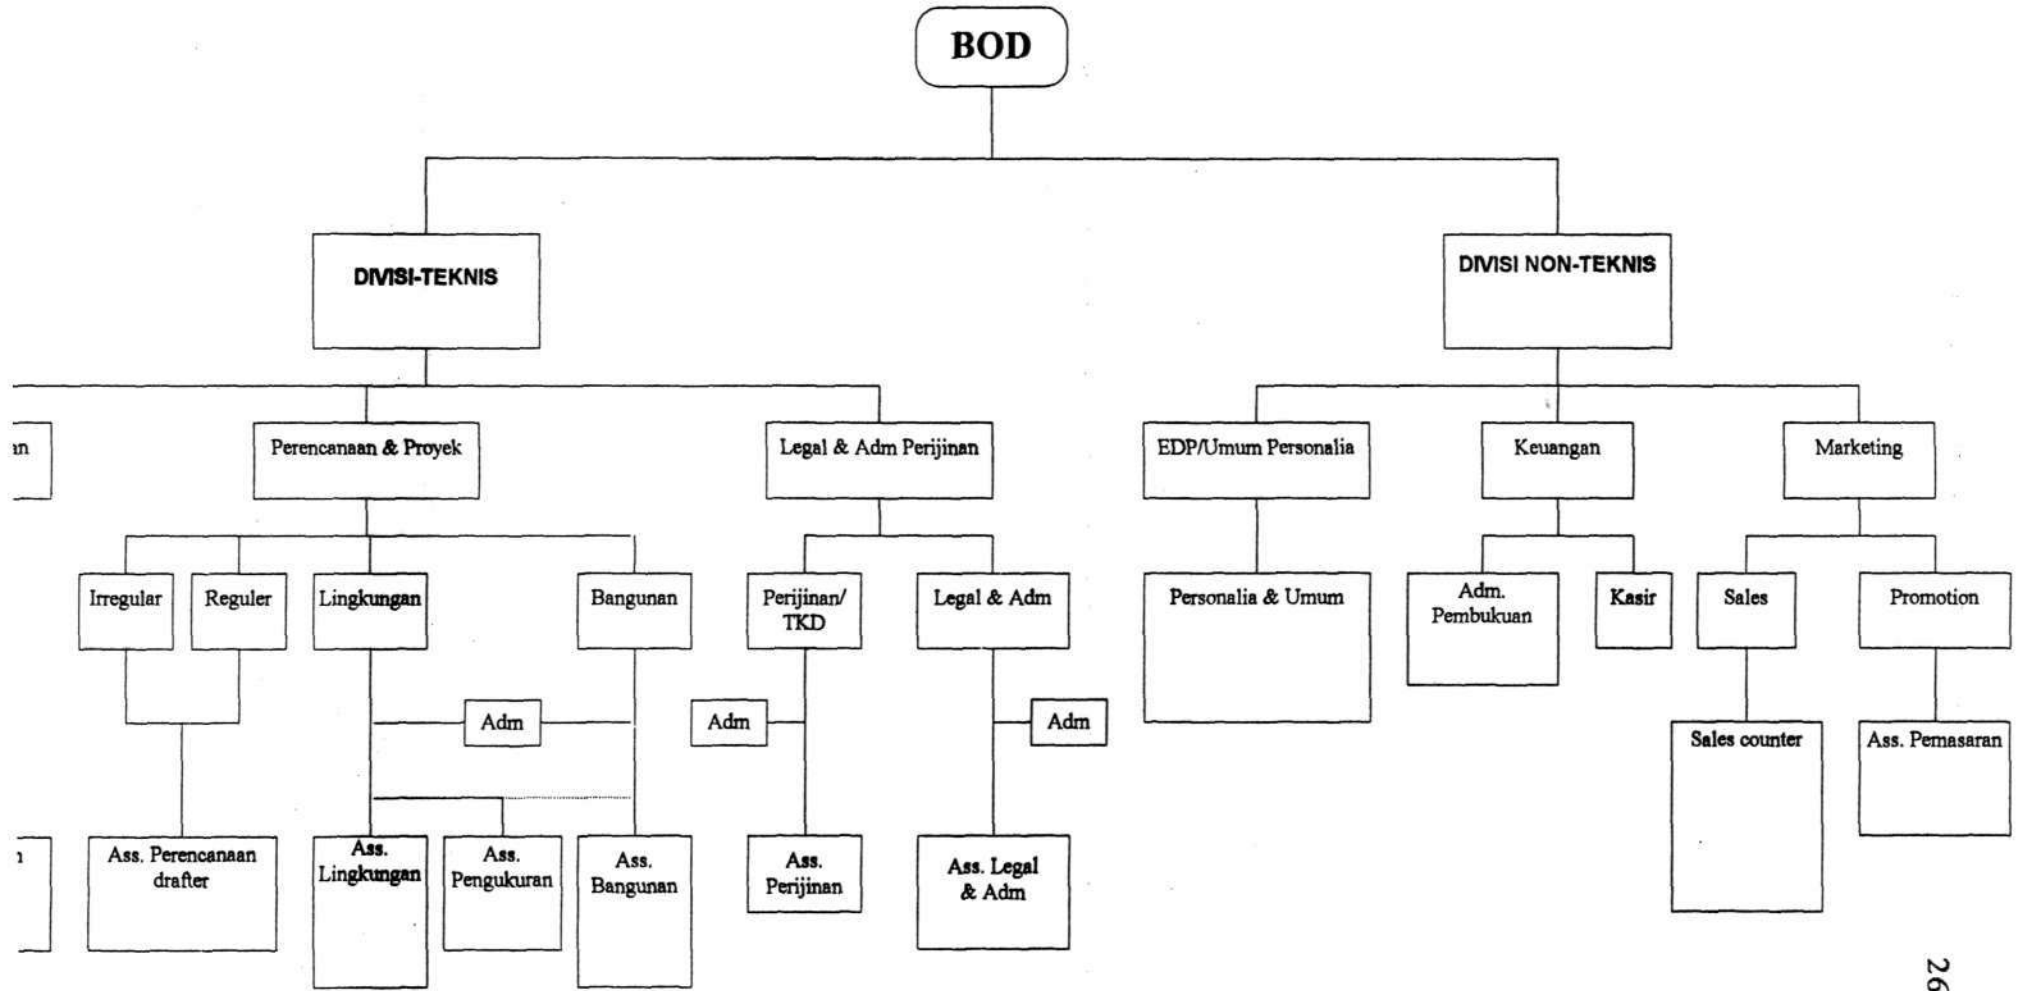 BOD
DIVISI-TEKNIS
DIVISI NON-TEKNIS
Perencanaan & Proyek
Legal & Adm Perijinan
EDP/Umum Personalia
Keuangan
Marketing
Irregular
Reguler
Lingkungan
Bangunan
Perijinan/
TKD
Legal & Adm
Personalia & Umum
Adm.
Pembukuan
Kasir
Sales
Promotion
Adm
Adm
Adm
Sales counter
Ass. Pemasaran
Ass. Perencanaan
drafter
Ass.
Lingkungan
Ass.
Pengukuran
Ass.
Bangunan
Ass.
Perijinan
Ass. Legal
& Adm
26